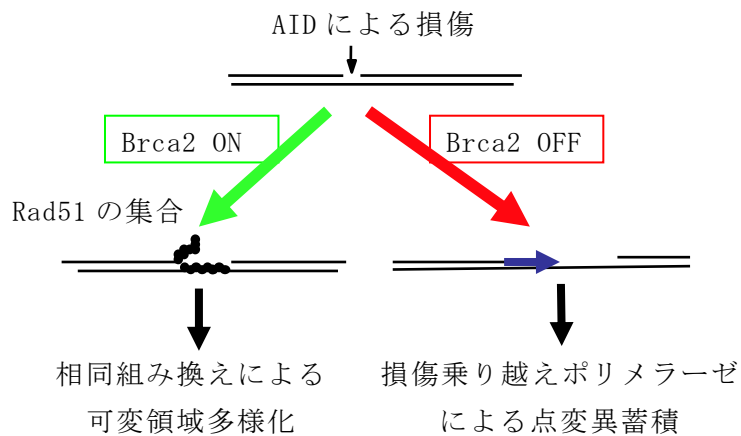 AIDによる損傷
Brca2 ON
Brca2 OFF
Rad51の集合
相同組み換えによる
可変領域多様化
損傷乗り越えポリメラーゼ
による点変異蓄積